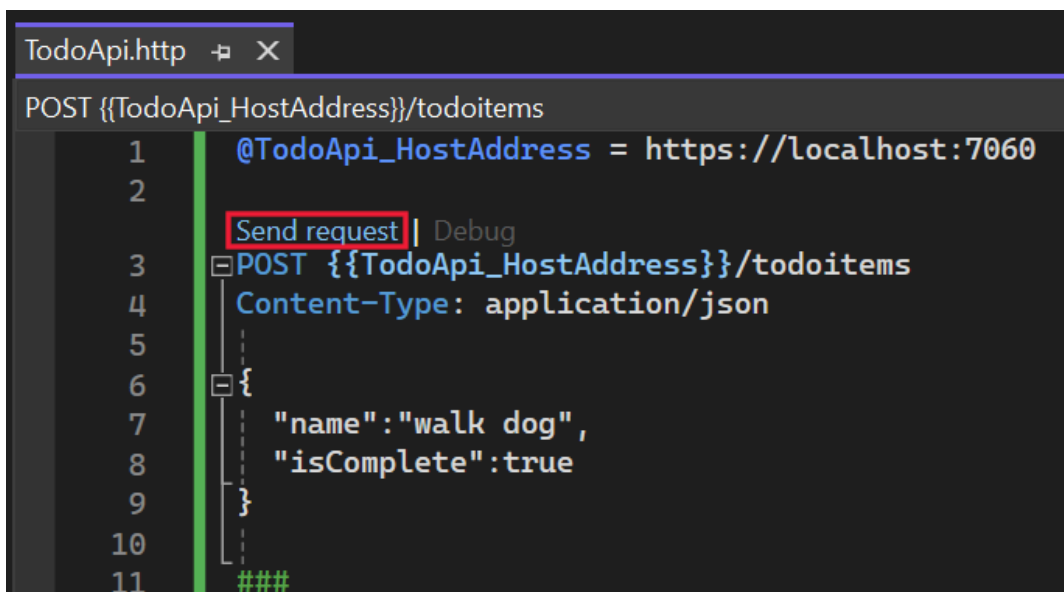 TodoApi.http
POST {{TodoApi_HostAddress}}/todoitems
1 @TodoApi_HostAddress = https://localhost:7060
2
Send request | Debug
3 POST {{TodoApi_HostAddress}}/todoitems
4 Content-Type: application/json
5
6 {
7 "name":"walk dog",
8 "isComplete":true
9 }
10
11 ###